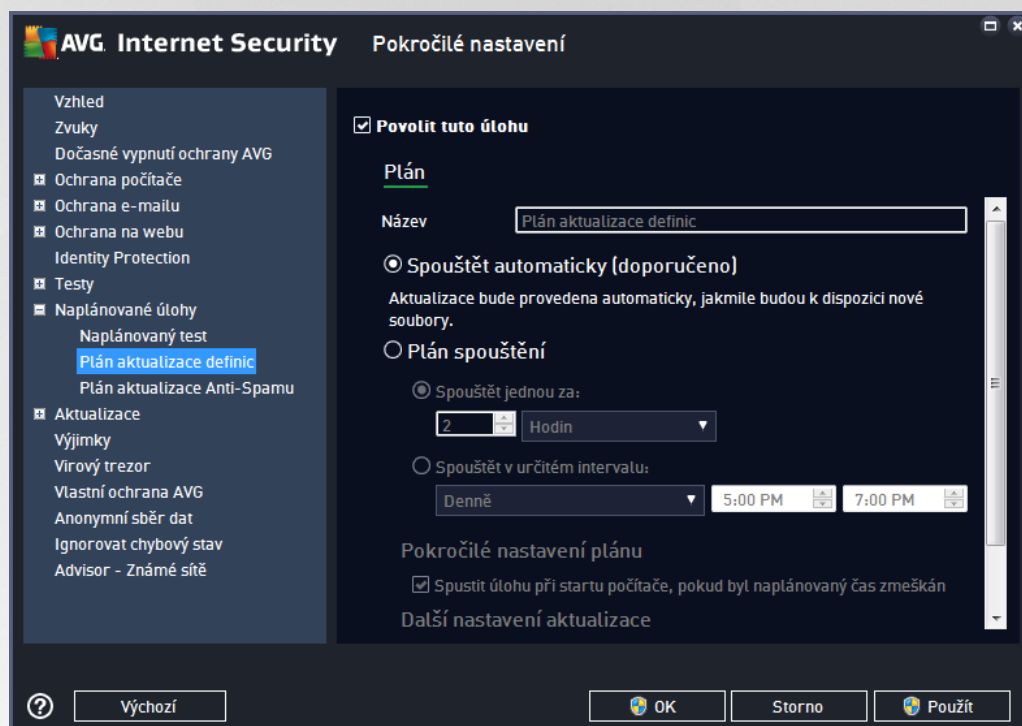 AVG. Internet Security Pokročilé nastavení
Vzhled
Zvuky
Dočasné vypnutí ochrany AVG
Ochrana počítače
Ochrana e-mailu
Ochrana na webu
Identity Protection
Testy
Naplánované úlohy
Naplánovaný test
Plán aktualizace definic
Plán aktualizace Anti-Spamu
Aktualizace
Výjimky
Virový trezor
Vlastní ochrana AVG
Anonymní sběr dat
Ignorovat chybový stav
Advisor - Známé sítě
Povolit tuto úlohu
Plán
Název Plán aktualizace definic
Spouštět automaticky (doporučeno)
Aktualizace bude provedena automaticky, jakmile budou k dispozici nové
soubory.
Plán spouštění
Spouštět jednou za:
2 Hodin
Spouštět v určitém intervalu:
Denně 5:00 PM 7:00 PM
Pokročilé nastavení plánu
Spustit úlohu při startu počítače, pokud byl naplánovaný čas zmeškán
Další nastavení aktualizace
? Výchozí OK Storno Použít